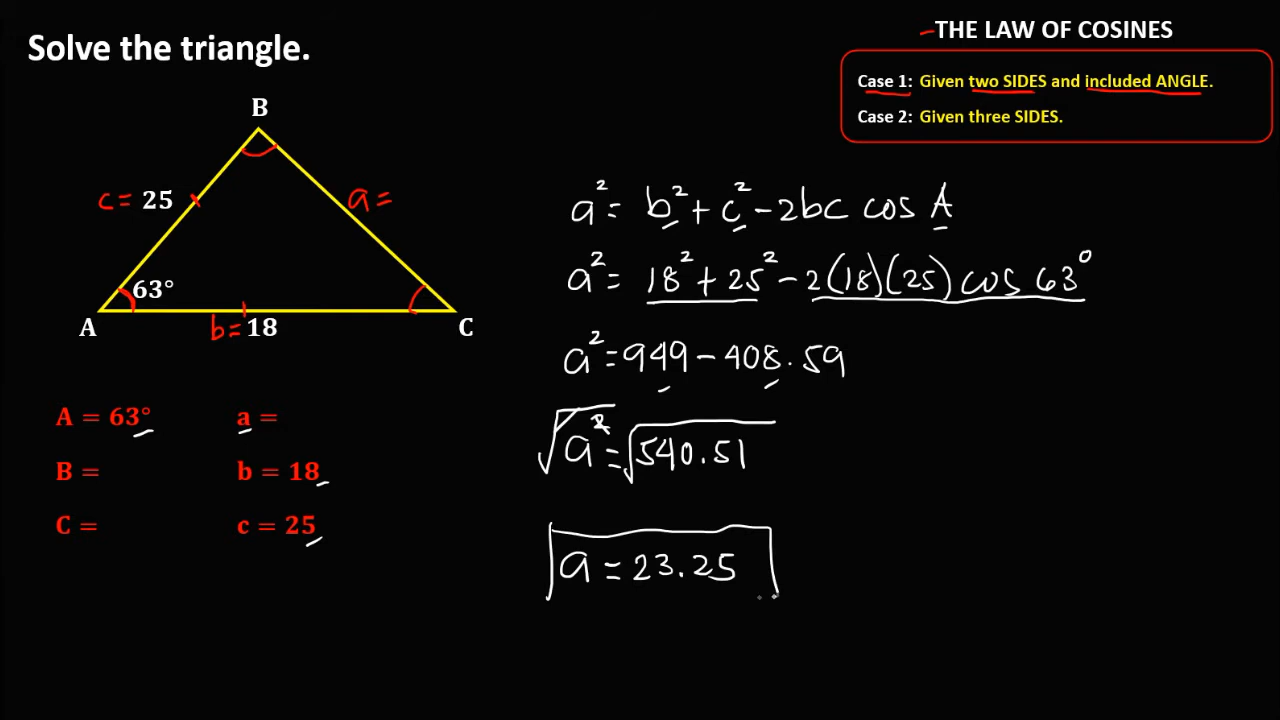 Solve the triangle.
THE LAW OF COSINES
Case 1: Given two SIDES and included ANGLE.
Case 2: Given three SIDES.
B
c = 25
a =
63°
A
b = 18
C
A = 63°
a =
B =
b = 18
C =
c = 25
a² = b² + c² - 2bc cos A
a² = 18² + 25² - 2(18)(25) cos 63°
a² = 949 - 408.59
√a² = √540.51
a = 23.25